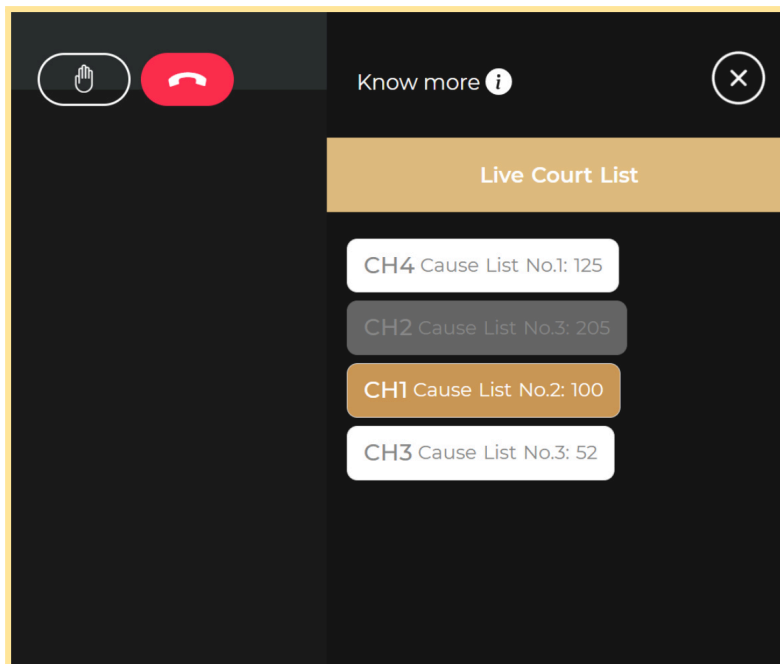 Know more i
Live Court List
CH4 Cause List No.1: 125
CH2 Cause List No.3: 205
CH1 Cause List No.2: 100
CH3 Cause List No.3: 52